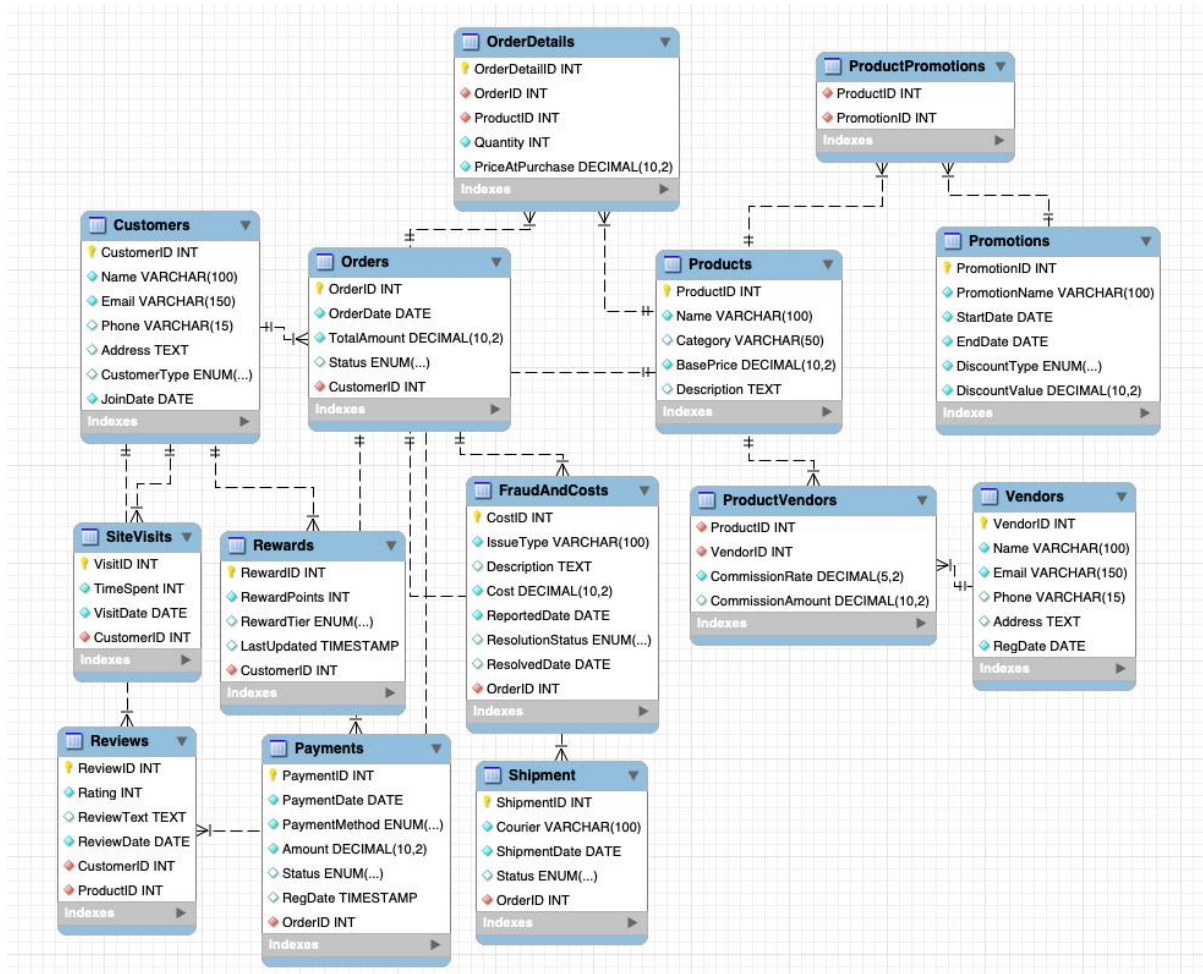 OrderDetails
OrderDetailID INT
OrderID INT
ProductID INT
Quantity INT
PriceAtPurchase DECIMAL(10,2)
Indexes
ProductPromotions
ProductID INT
PromotionID INT
Indexes
Customers
CustomerID INT
Name VARCHAR(100)
Email VARCHAR(150)
Phone VARCHAR(15)
Address TEXT
CustomerType ENUM(...)
JoinDate DATE
Indexes
Orders
OrderID INT
OrderDate DATE
TotalAmount DECIMAL(10,2)
Status ENUM(...)
CustomerID INT
Indexes
Products
ProductID INT
Name VARCHAR(100)
Category VARCHAR(50)
BasePrice DECIMAL(10,2)
Description TEXT
Indexes
Promotions
PromotionID INT
PromotionName VARCHAR(100)
StartDate DATE
EndDate DATE
DiscountType ENUM(...)
DiscountValue DECIMAL(10,2)
Indexes
SiteVisits
VisitID INT
TimeSpent INT
VisitDate DATE
CustomerID INT
Indexes
Rewards
RewardID INT
RewardPoints INT
RewardTier ENUM(...)
LastUpdated TIMESTAMP
CustomerID INT
Indexes
FraudAndCosts
CostID INT
IssueType VARCHAR(100)
Description TEXT
Cost DECIMAL(10,2)
ReportedDate DATE
ResolutionStatus ENUM(...)
ResolvedDate DATE
OrderID INT
Indexes
ProductVendors
ProductID INT
VendorID INT
CommissionRate DECIMAL(5,2)
CommissionAmount DECIMAL(10,2)
Indexes
Vendors
VendorID INT
Name VARCHAR(100)
Email VARCHAR(150)
Phone VARCHAR(15)
Address TEXT
RegDate DATE
Indexes
Reviews
ReviewID INT
Rating INT
ReviewText TEXT
ReviewDate DATE
CustomerID INT
ProductID INT
Indexes
Payments
PaymentID INT
PaymentDate DATE
PaymentMethod ENUM(...)
Amount DECIMAL(10,2)
Status ENUM(...)
RegDate TIMESTAMP
OrderID INT
Indexes
Shipment
ShipmentID INT
Courier VARCHAR(100)
ShipmentDate DATE
Status ENUM(...)
OrderID INT
Indexes